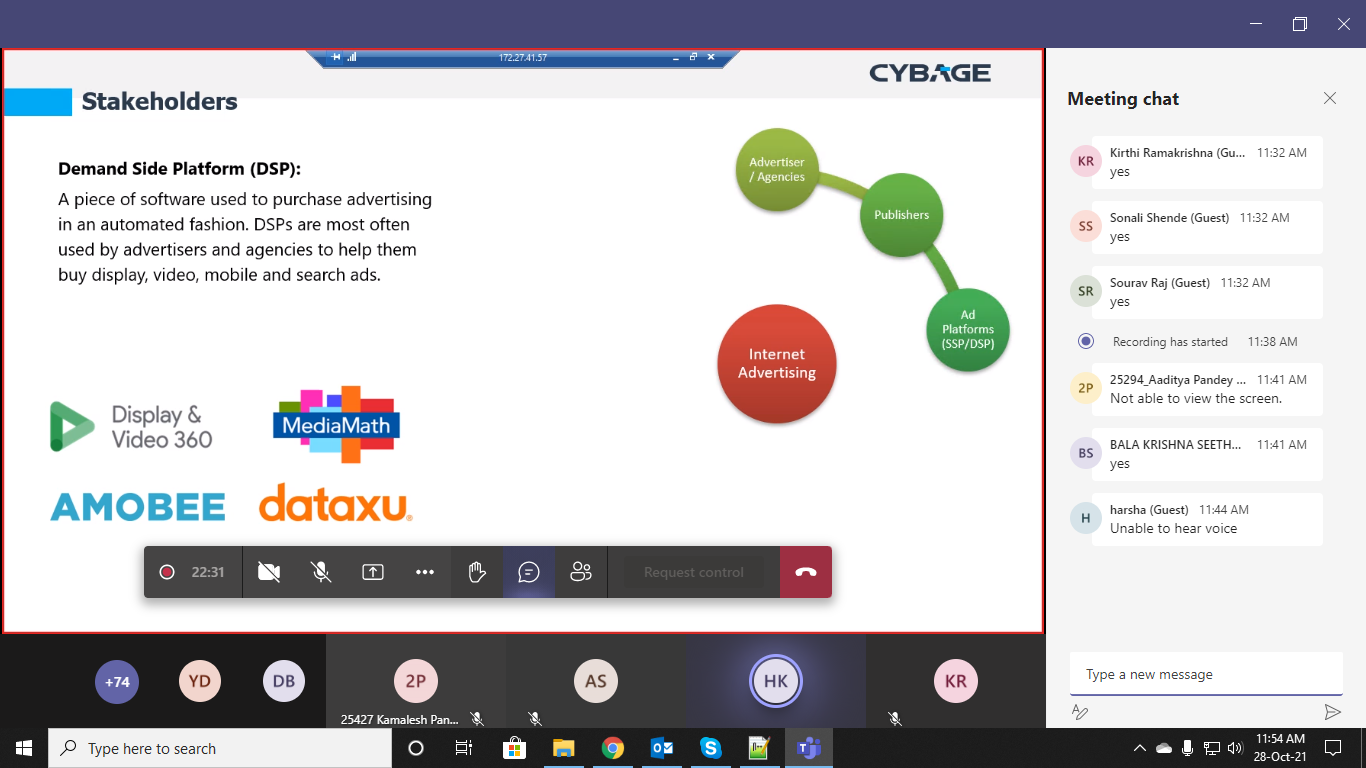 172.27.41.57
CYBAGE
Stakeholders
Demand Side Platform (DSP):
A piece of software used to purchase advertising
in an automated fashion. DSPs are most often
used by advertisers and agencies to help them
buy display, video, mobile and search ads.
Advertiser
/ Agencies
Publishers
Ad
Platforms
(SSP/DSP)
Internet
Advertising
Display &
Video 360
MediaMath
AMOBEE
dataxu.
22:31
Request control
Meeting chat
KR
Kirthi Ramakrishna (Gu... 11:32 AM
yes
SS
Sonali Shende (Guest) 11:32 AM
yes
SR
Sourav Raj (Guest) 11:32 AM
yes
Recording has started 11:38 AM
2P
25294_Aaditya Pandey ... 11:41 AM
Not able to view the screen.
BS
BALA KRISHNA SEETH... 11:41 AM
yes
H
harsha (Guest) 11:44 AM
Unable to hear voice
Type a new message
+74
YD
DB
2P
25427 Kamalesh Pan...
AS
HK
KR
Type here to search
11:54 AM
28-Oct-21